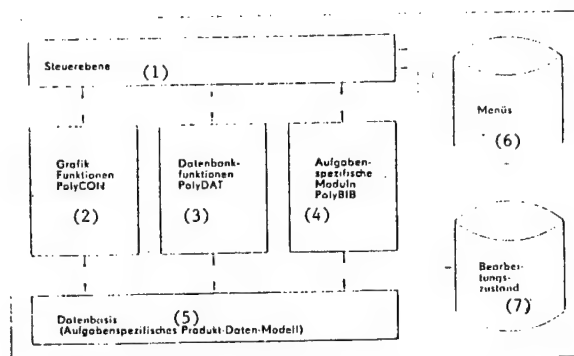 Steuerebene (1)
Menüs
(6)
Grafik
Funktionen
PolyCON
(2)
Datenbank-
funktionen
PolyDAT
(3)
Aufgaben-
spezifische
Moduln
PolyBIB
(4)
Bearbei-
tungs-
zustand
(7)
Datenbasis (5)
(Aufgabenspezifisches Produkt-Daten-Modell)